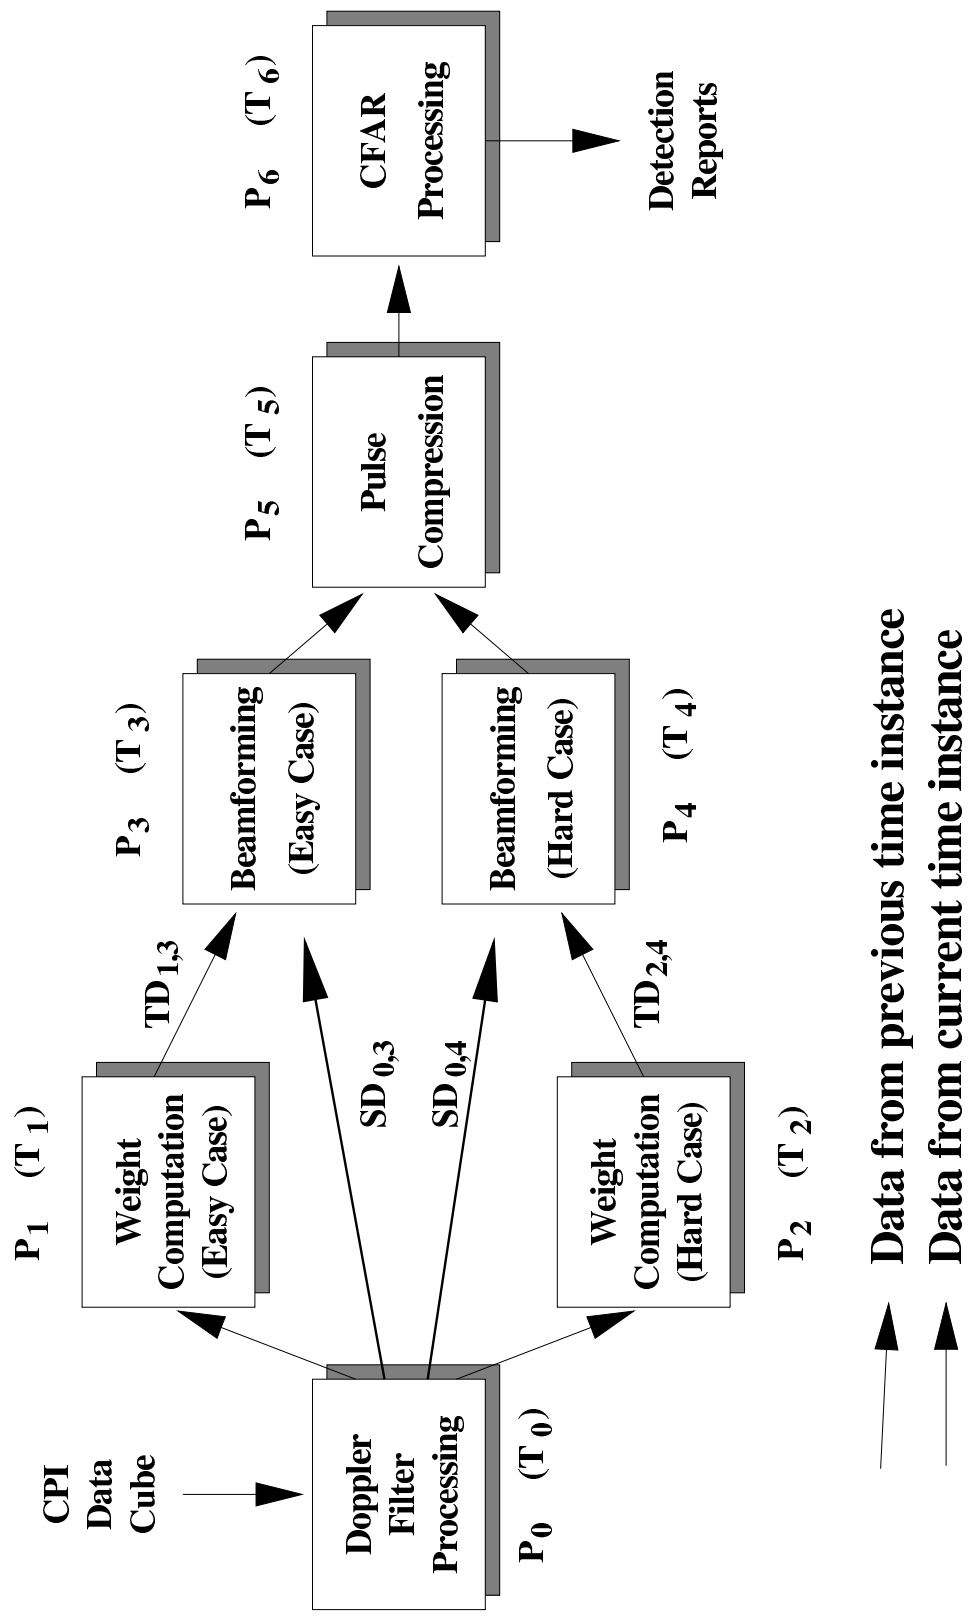 CPI
Data
Cube
Doppler
Filter
Processing
P0 (T0)
P1 (T1)
Weight
Computation
(Easy Case)
Weight
Computation
(Hard Case)
P2 (T2)
TD1,3
SD0,3
SD0,4
TD2,4
P3 (T3)
Beamforming
(Easy Case)
Beamforming
(Hard Case)
P4 (T4)
P5 (T5)
Pulse
Compression
P6 (T6)
CFAR
Processing
Detection
Reports
Data from previous time instance
Data from current time instance